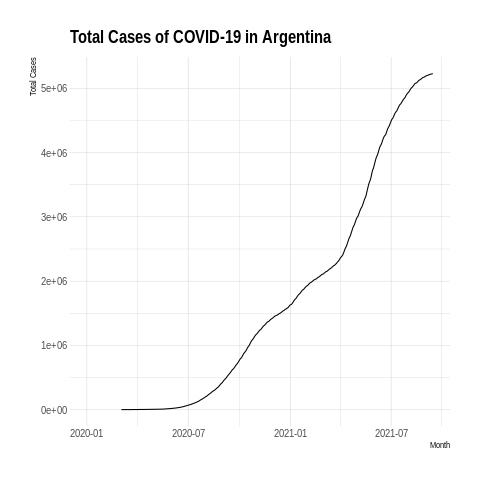 Total Cases of COVID-19 in Argentina
Total Cases
5e+06
4e+06
3e+06
2e+06
1e+06
0e+00
2020-01 2020-07 2021-01 2021-07
Month